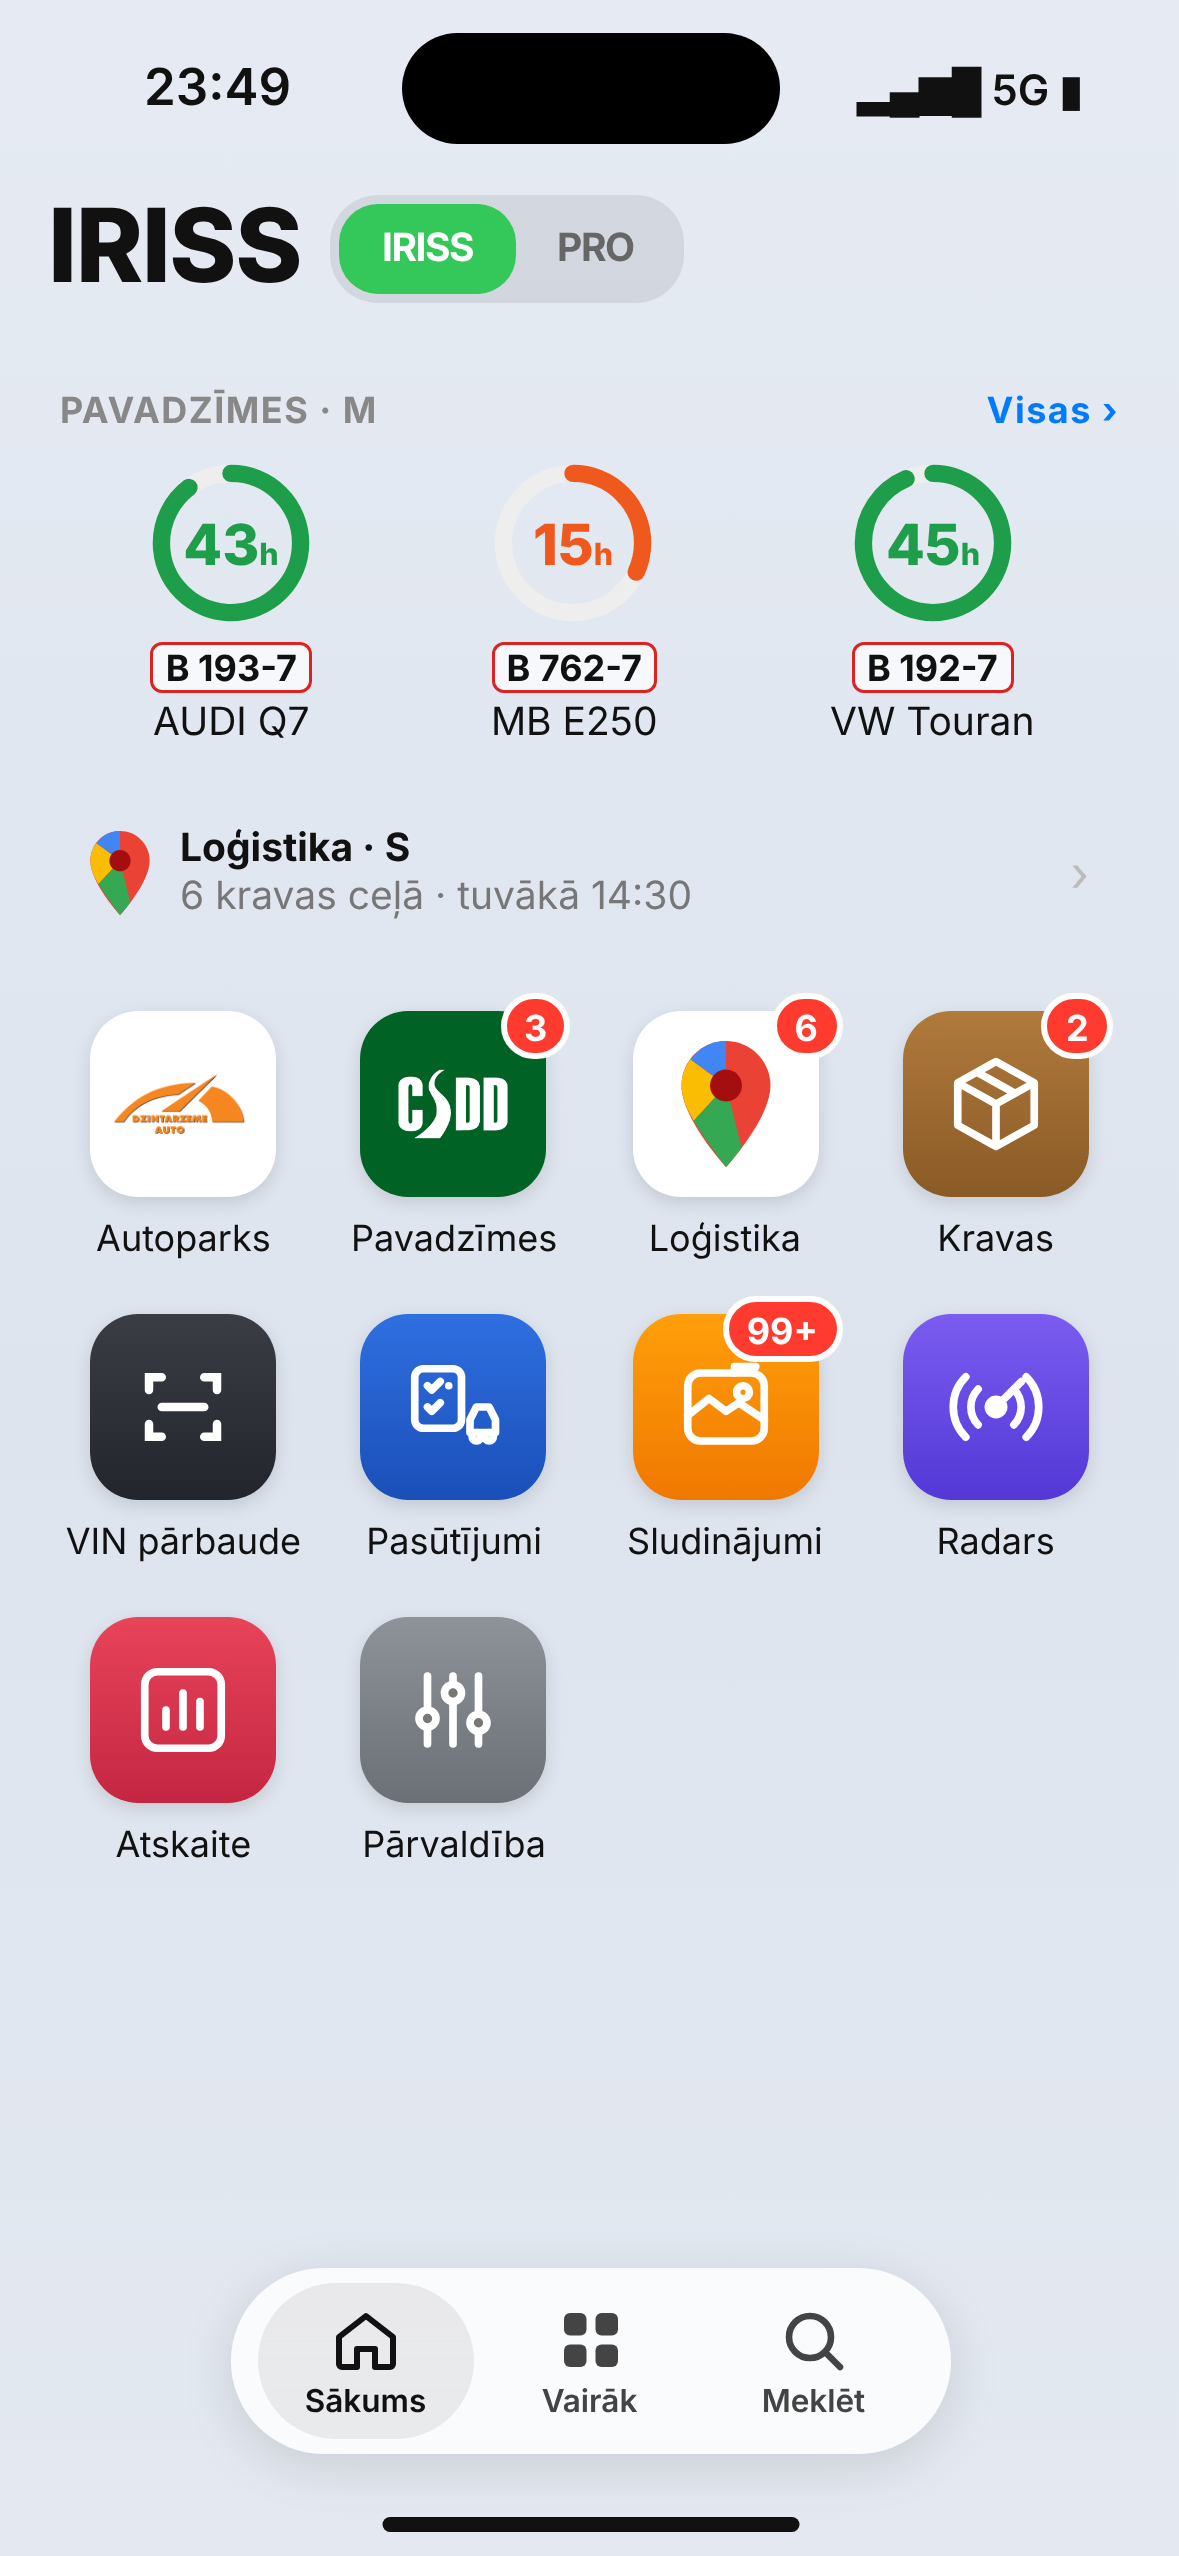 23:49 5G
IRISS IRISS PRO
PAVADZĪMES · M Visas ›
43h 15h 45h
B 193-7 B 762-7 B 192-7
AUDI Q7 MB E250 VW Touran
Loģistika · S
6 kravas ceļā · tuvākā 14:30 ›
3 6 2
DZINTARZEME
AUTO
CSDD
Autoparks Pavadzīmes Loģistika Kravas
99+
VIN pārbaude Pasūtījumi Sludinājumi Radars
Atskaite Pārvaldība
Sākums Vairāk Meklēt